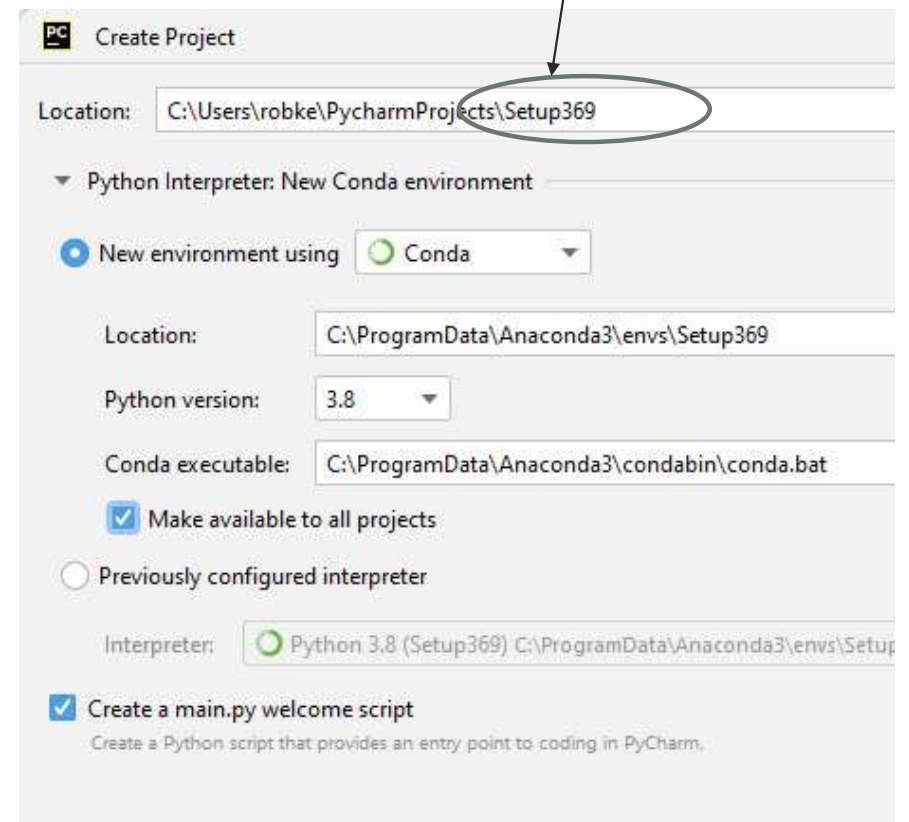 PC Create Project
Location: C:\Users\robke\PycharmProjects\Setup369
Python Interpreter: New Conda environment
New environment using Conda
Location: C:\ProgramData\Anaconda3\envs\Setup369
Python version: 3.8
Conda executable: C:\ProgramData\Anaconda3\condabin\conda.bat
Make available to all projects
Previously configured interpreter
Interpreter: Python 3.8 (Setup369) C:\ProgramData\Anaconda3\envs\Setup
Create a main.py welcome script
Create a Python script that provides an entry point to coding in PyCharm.